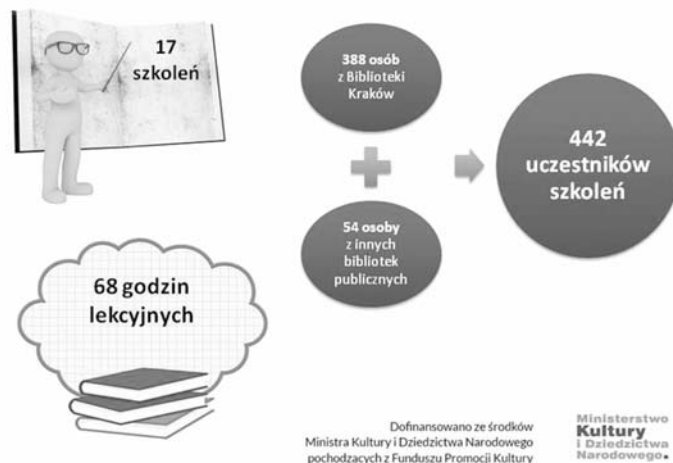 17
szkoleń
388 osób
z Biblioteki
Kraków
442
uczestników
szkoleń
54 osoby
z innych
bibliotek
publicznych
68 godzin
lekcyjnych
Dofinansowano ze środków
Ministra Kultury i Dziedzictwa Narodowego
pochodzących z Funduszu Promocji Kultury
Ministerstwo
Kultury
i Dziedzictwa
Narodowego.